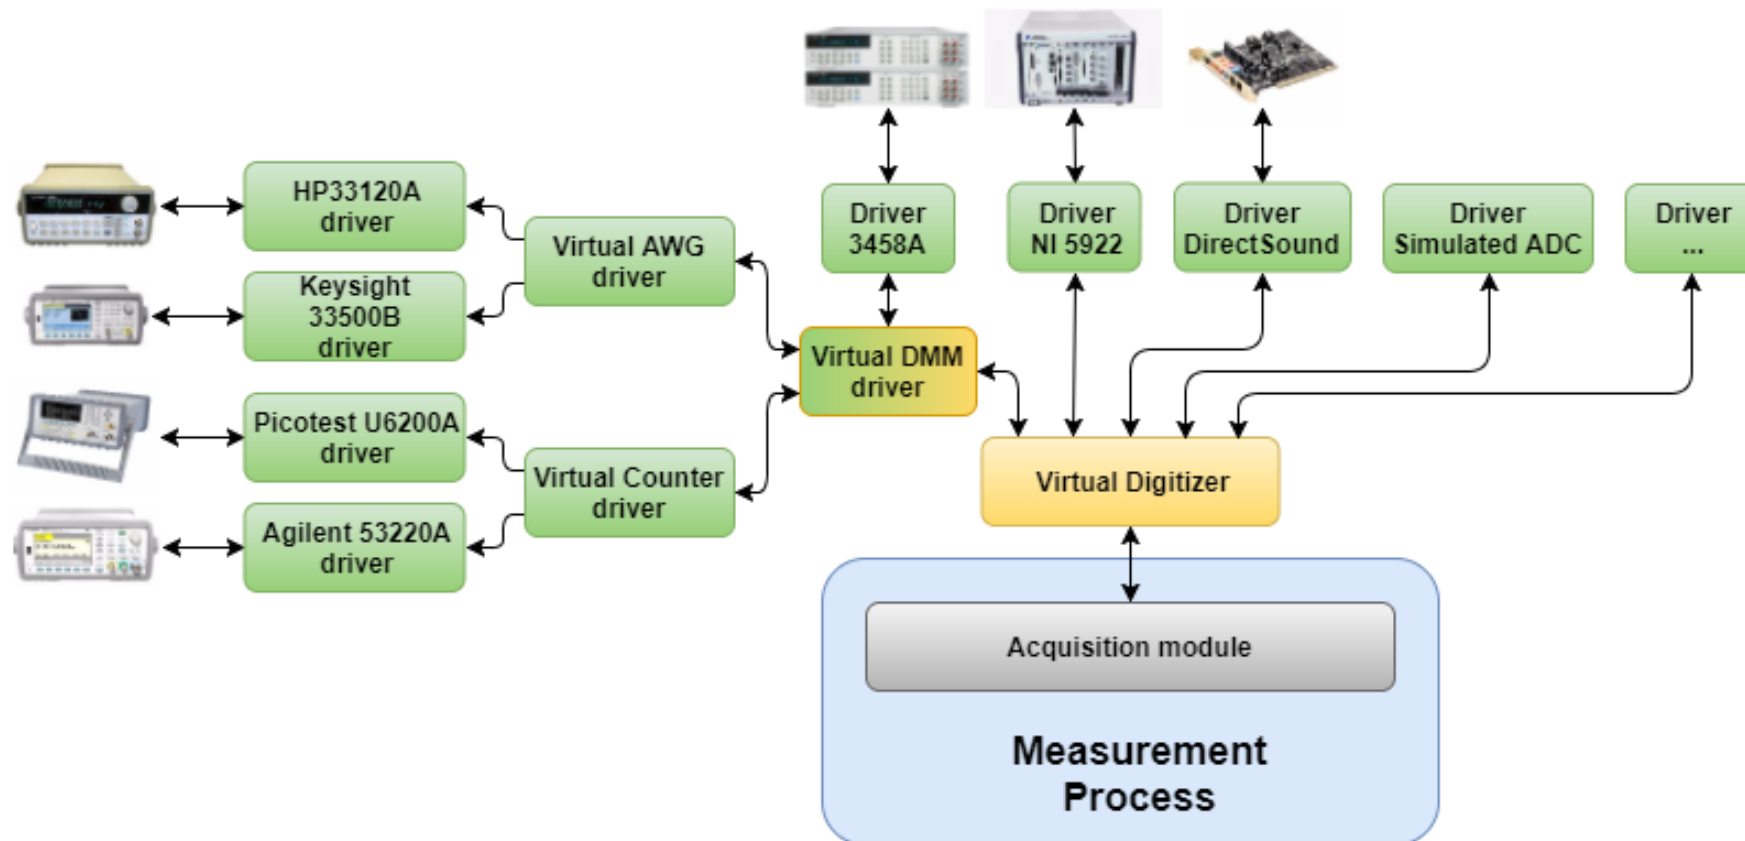 HP33120A
driver
Keysight
33500B
driver
Picotest U6200A
driver
Agilent 53220A
driver
Virtual AWG
driver
Virtual Counter
driver
Driver
3458A
Driver
NI 5922
Driver
DirectSound
Driver
Simulated ADC
Driver
...
Virtual DMM
driver
Virtual Digitizer
Acquisition module
Measurement
Process